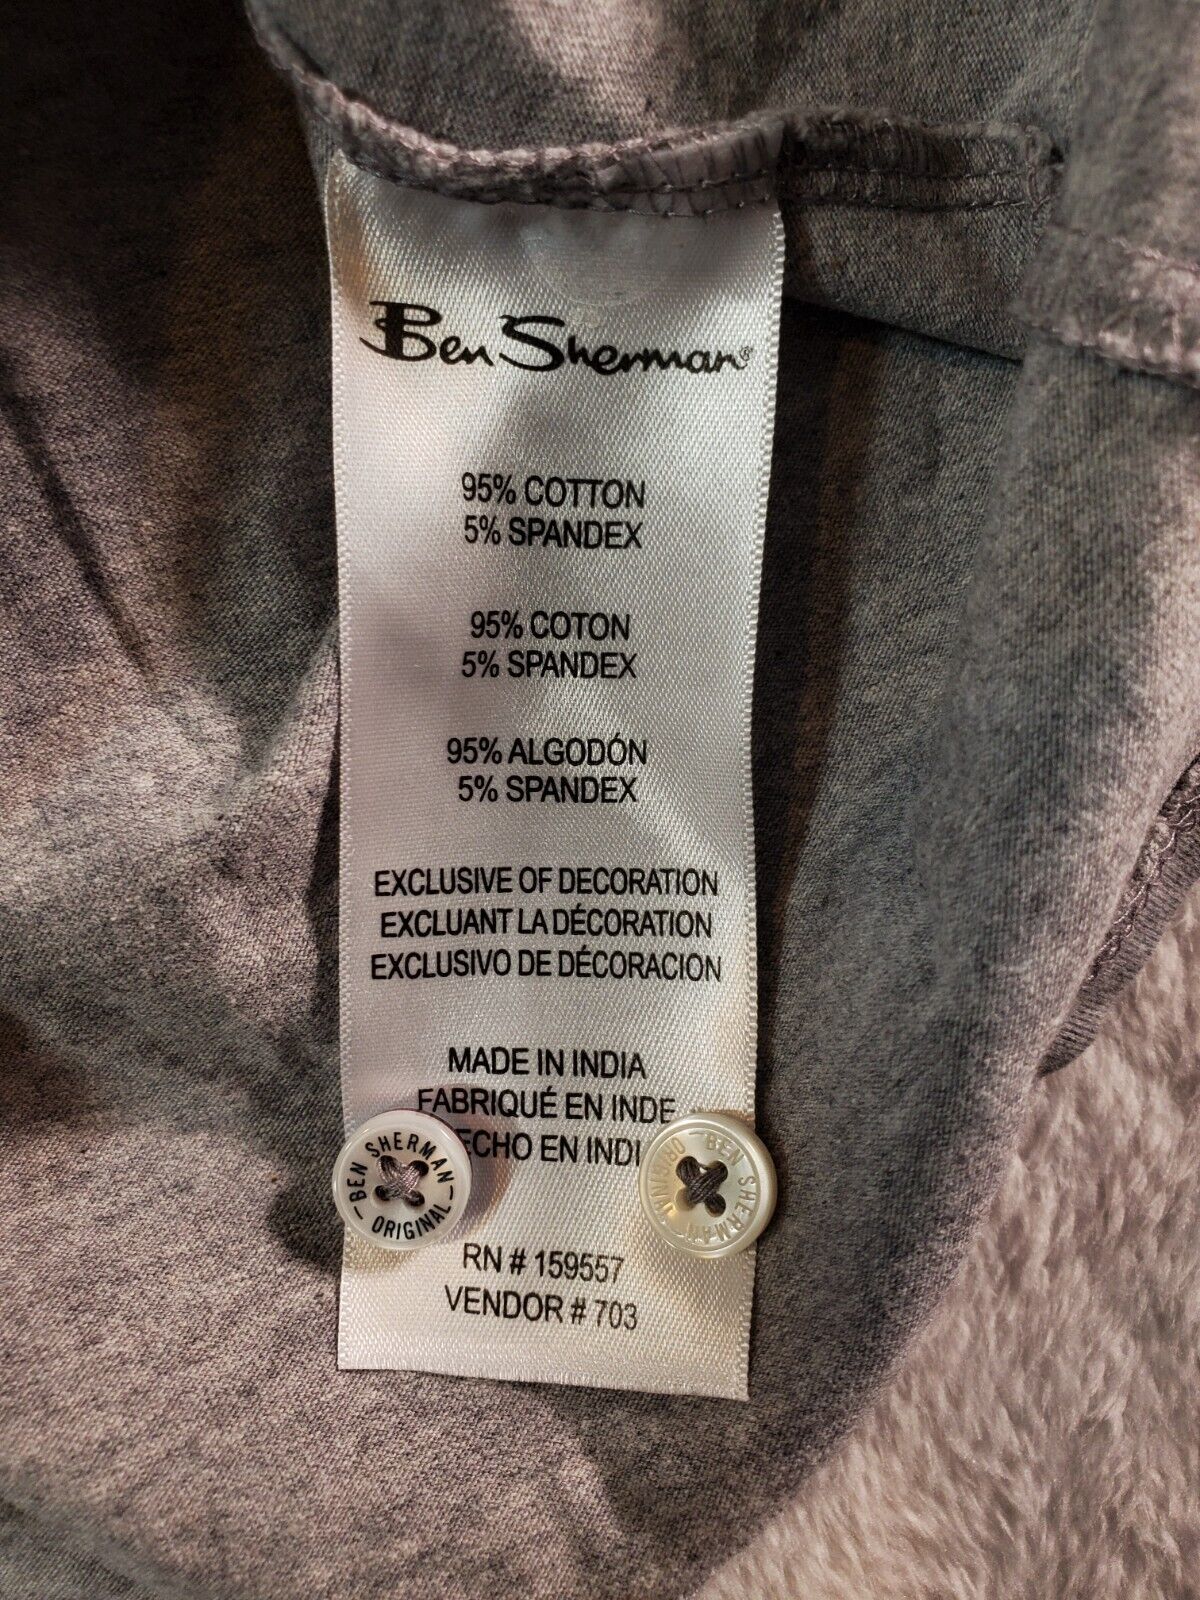 Ben Sherman®
95% COTTON
5% SPANDEX
95% COTON
5% SPANDEX
95% ALGODÓN
5% SPANDEX
EXCLUSIVE OF DECORATION
EXCLUANT LA DÉCORATION
EXCLUSIVO DE DÉCORACION
MADE IN INDIA
FABRIQUÉ EN INDE
ECHO EN INDI
BEN SHERMAN
ORIGINAL
BEN SHERMAN
ORIGINAL
RN # 159557
VENDOR # 703